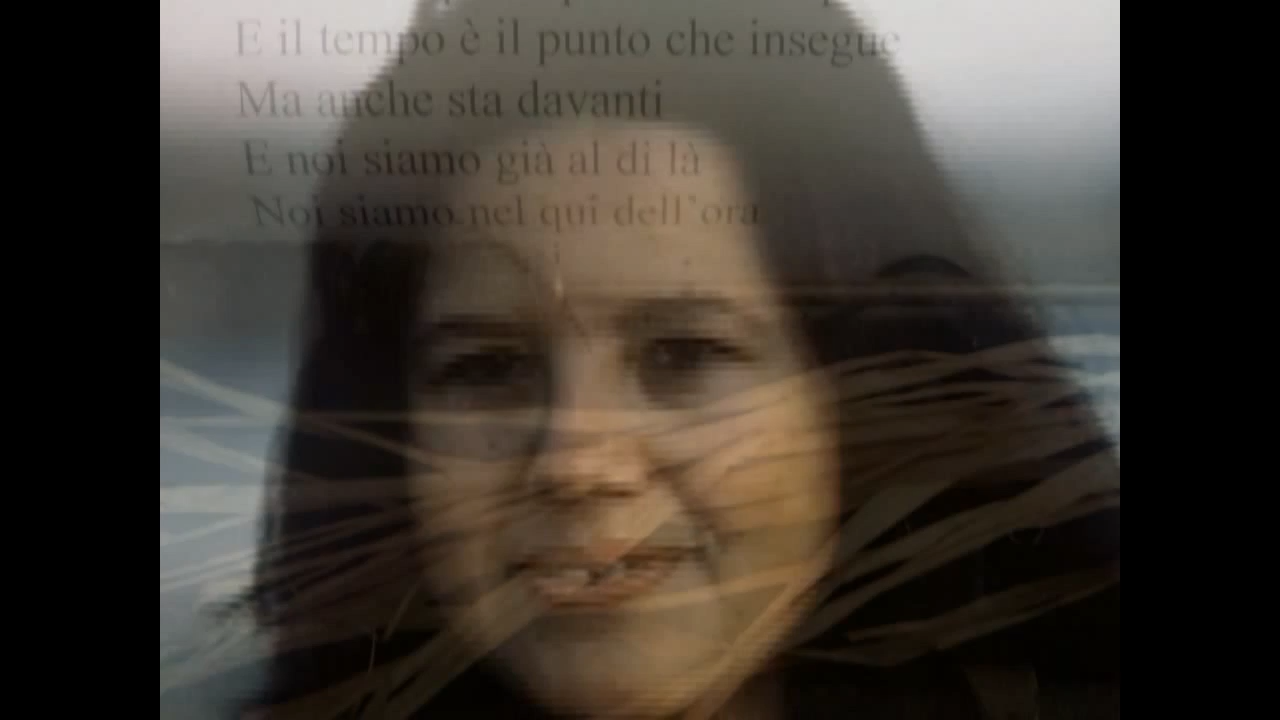 E il tempo è il punto che insegue
Ma anche sta davanti
E noi siamo già al di là
Noi siamo nel qui dell'ora